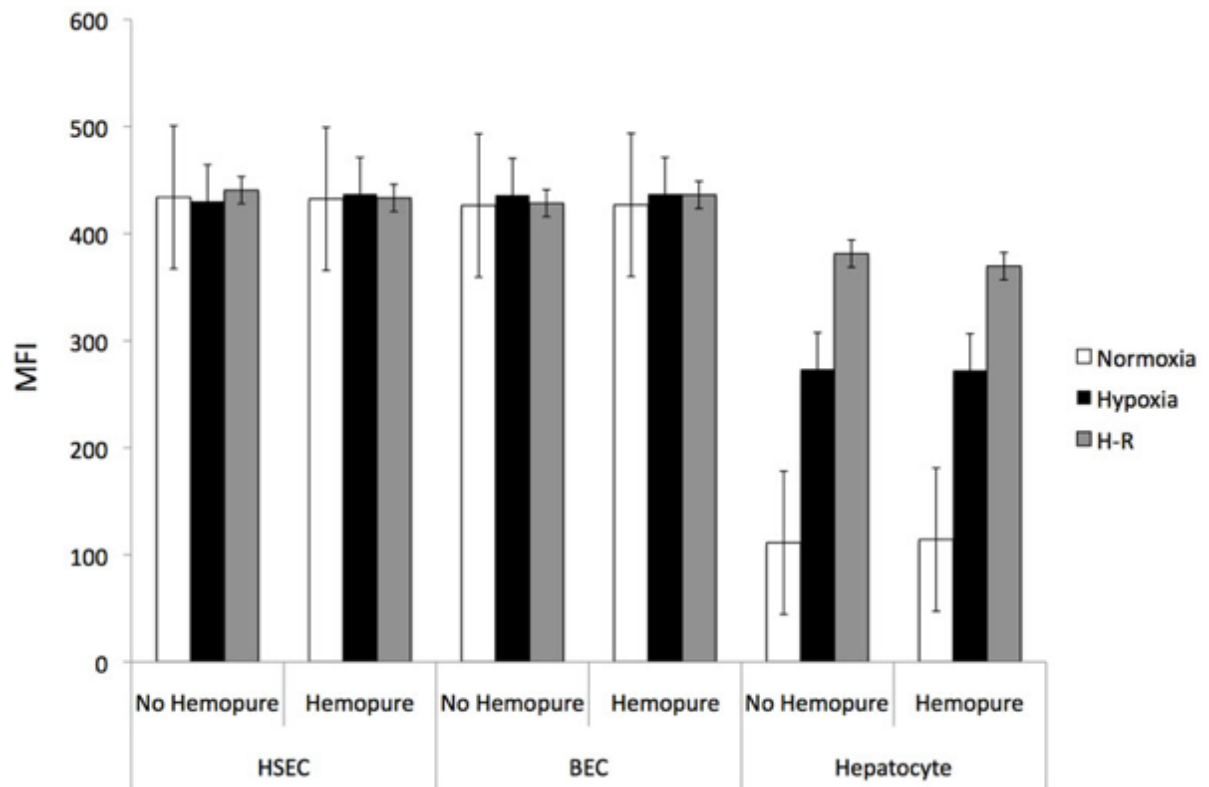 600
500
400
300
200
100
0
MFI
Normoxia
Hypoxia
H-R
No Hemopure Hemopure No Hemopure Hemopure No Hemopure Hemopure
HSEC BEC Hepatocyte